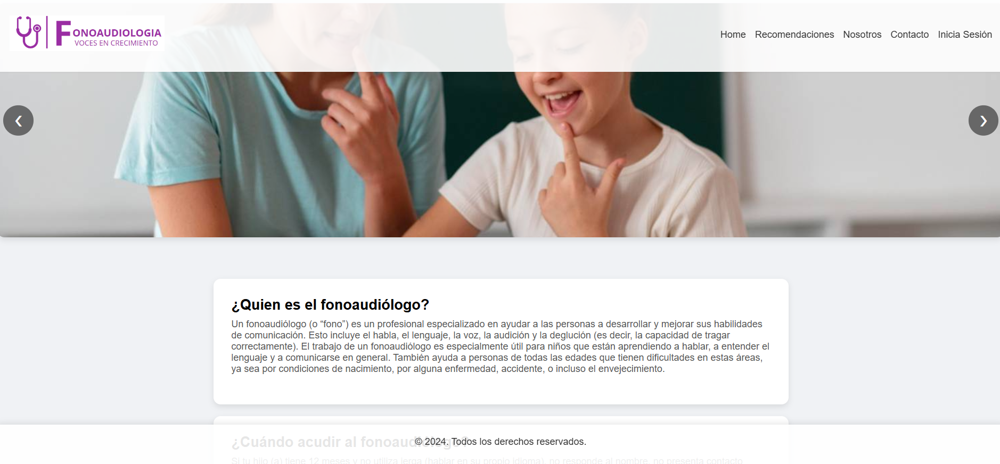 FONOAUDIOLOGIA
VOCES EN CRECIMIENTO
Home Recomendaciones Nosotros Contacto Inicia Sesión
¿Quien es el fonoaudiólogo?
Un fonoaudiólogo (o “fono”) es un profesional especializado en ayudar a las personas a desarrollar y mejorar sus habilidades
de comunicación. Esto incluye el habla, el lenguaje, la voz, la audición y la deglución (es decir, la capacidad de tragar
correctamente). El trabajo de un fonoaudiólogo es especialmente útil para niños que están aprendiendo a hablar, a entender el
lenguaje y a comunicarse en general. También ayuda a personas de todas las edades que tienen dificultades en estas áreas,
ya sea por condiciones de nacimiento, por alguna enfermedad, accidente, o incluso el envejecimiento.
¿Cuándo acudir al fonoaudiólogo?
© 2024. Todos los derechos reservados.
Si tu hijo (a) tiene 12 meses y no utiliza jerga (hablar en su propio idioma), no responde al nombre, no presenta contacto